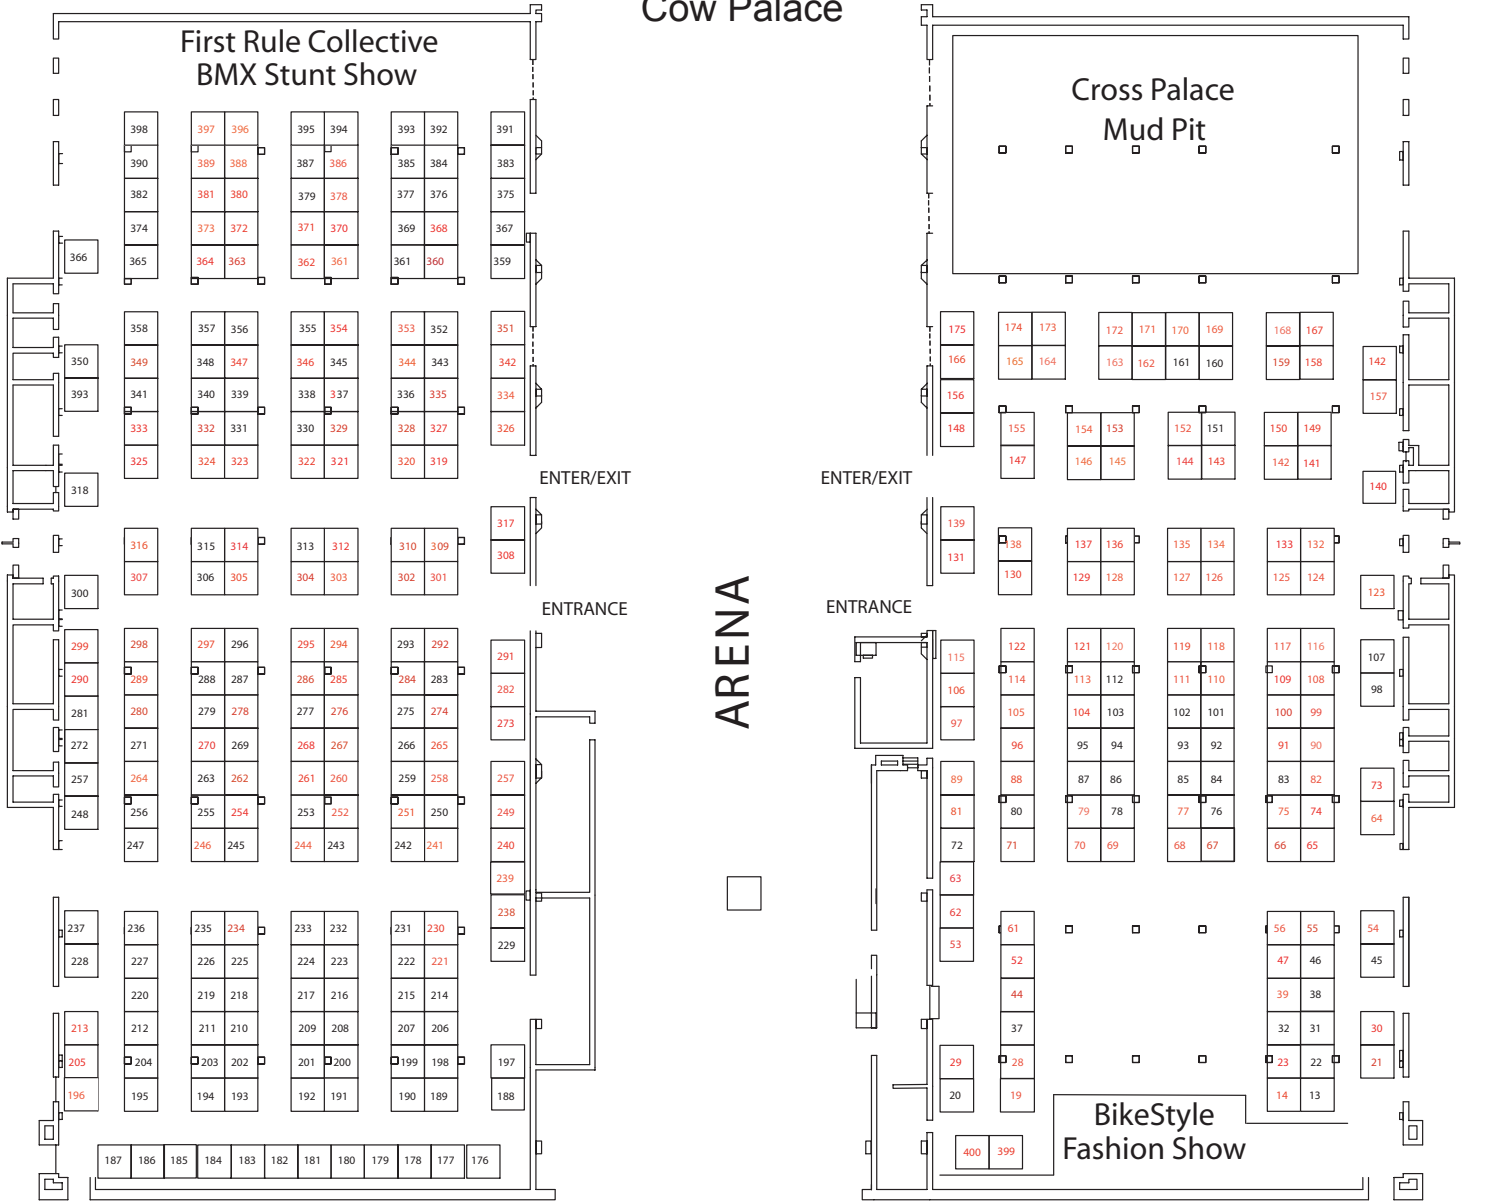 Cow Palace
First Rule Collective
BMX Stunt Show
Cross Palace
Mud Pit
398 397 396 395 394 393 392 391
390 389 388 387 386 385 384 383
382 381 380 379 378 377 376 375
374 373 372 371 370 369 368 367
366 365 364 363 362 361 361 360 359
358 357 356 355 354 353 352 351
350 349 348 347 346 345 344 343 342
393 341 340 339 338 337 336 335 334
333 332 331 330 329 328 327 326
325 324 323 322 321 320 319
318
317
316 315 314 313 312 310 309 308
307 306 305 304 303 302 301
300
299 298 297 296 295 294 293 292 291
290 289 288 287 286 285 284 283 282
281 280 279 278 277 276 275 274 273
272 271 270 269 268 267 266 265
257 264 263 262 261 260 259 258 257
248 256 255 254 253 252 251 250 249
247 246 245 244 243 242 241 240
239
238
237 236 235 234 233 232 231 230 229
228 227 226 225 224 223 222 221
220 219 218 217 216 215 214
213 212 211 210 209 208 207 206
205 204 203 202 201 200 199 198 197
196 195 194 193 192 191 190 189 188
187 186 185 184 183 182 181 180 179 178 177 176
ENTER/EXIT
ENTRANCE
ARENA
ENTER/EXIT
ENTRANCE
175 174 173 172 171 170 169 168 167
166 165 164 163 162 161 160 159 158 142
156 157
148 155 154 153 152 151 150 149
147 146 145 144 143 142 141
140
139 138 137 136 135 134 133 132
131 130 129 128 127 126 125 124
123
115 122 121 120 119 118 117 116 107
106 114 113 112 111 110 109 108 98
97 105 104 103 102 101 100 99
96 95 94 93 92 91 90
89 88 87 86 85 84 83 82 73
81 80 79 78 77 76 75 74 64
72 71 70 69 68 67 66 65
63
62 61 56 55 54
53 52 47 46 45
44 39 38
37 32 31 30
29 28 23 22 21
20 19 14 13
400 399
BikeStyle
Fashion Show